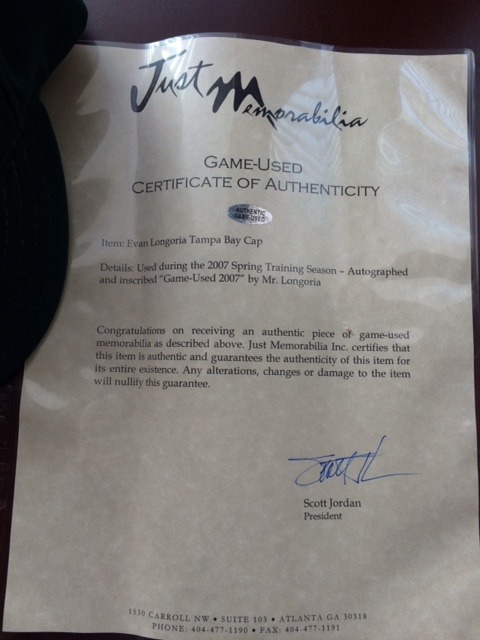 Just Memorabilia
GAME-USED
CERTIFICATE OF AUTHENTICITY
AUTHENTIC
GAME-USED
Item: Evan Longoria Tampa Bay Cap
Details: Used during the 2007 Spring Training Season – Autographed
and inscribed "Game-Used 2007" by Mr. Longoria
Congratulations on receiving an authentic piece of game-used
memorabilia as described above. Just Memorabilia Inc. certifies that
this item is authentic and guarantees the authenticity of this item for
its entire existence. Any alterations, changes or damage to the item
will nullify this guarantee.
Scott Jordan
President
1530 CARROLL NW • SUITE 103 • ATLANTA GA 30318
PHONE: 404-477-1190 • FAX: 404-477-1191